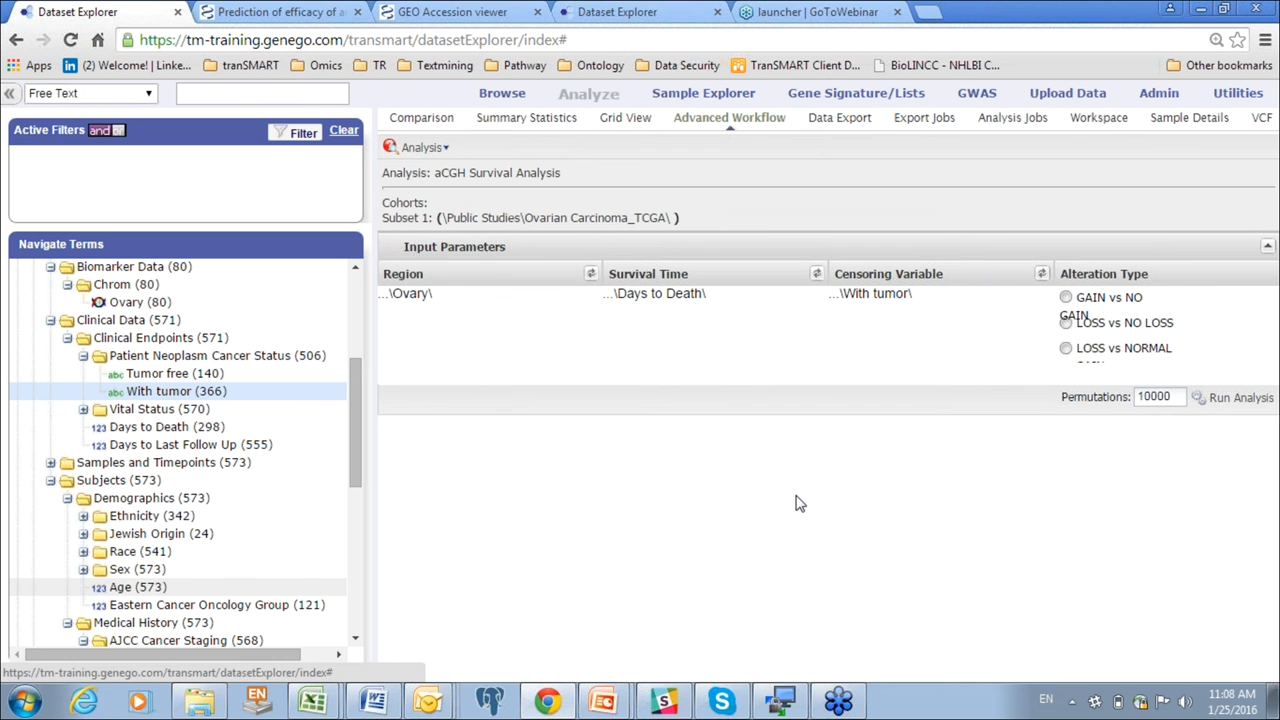 Dataset Explorer
Prediction of efficacy of a
GEO Accession viewer
Dataset Explorer
launcher | GoToWebinar
https://tm-training.genego.com/transmart/datasetExplorer/index#
Apps
(2) Welcome! | Linke...
tranSMART
Omics
TR
Textmining
Pathway
Ontology
Data Security
TranSMART Client D...
BioLINCC - NHLBI C...
Other bookmarks
Free Text
Browse
Analyze
Sample Explorer
Gene Signature/Lists
GWAS
Upload Data
Admin
Utilities
Active Filters and or
Filter
Clear
Comparison
Summary Statistics
Grid View
Advanced Workflow
Data Export
Export Jobs
Analysis Jobs
Workspace
Sample Details
VCF
Analysis
Analysis: aCGH Survival Analysis
Cohorts:
Subset 1: (\Public Studies\Ovarian Carcinoma_TCGA\ )
Input Parameters
Region
Survival Time
Censoring Variable
Alteration Type
...\Ovary\
...\Days to Death\
...\With tumor\
GAIN vs NO
GAIN
LOSS vs NO LOSS
LOSS vs NORMAL
Permutations: 10000
Run Analysis
Navigate Terms
Biomarker Data (80)
Chrom (80)
Ovary (80)
Clinical Data (571)
Clinical Endpoints (571)
Patient Neoplasm Cancer Status (506)
abc Tumor free (140)
abc With tumor (366)
Vital Status (570)
123 Days to Death (298)
123 Days to Last Follow Up (555)
Samples and Timepoints (573)
Subjects (573)
Demographics (573)
Ethnicity (342)
Jewish Origin (24)
Race (541)
Sex (573)
123 Age (573)
123 Eastern Cancer Oncology Group (121)
Medical History (573)
AJCC Cancer Staging (568)
https://tm-training.genego.com/transmart/datasetExplorer/index#
EN
EN
11:08 AM
1/25/2016